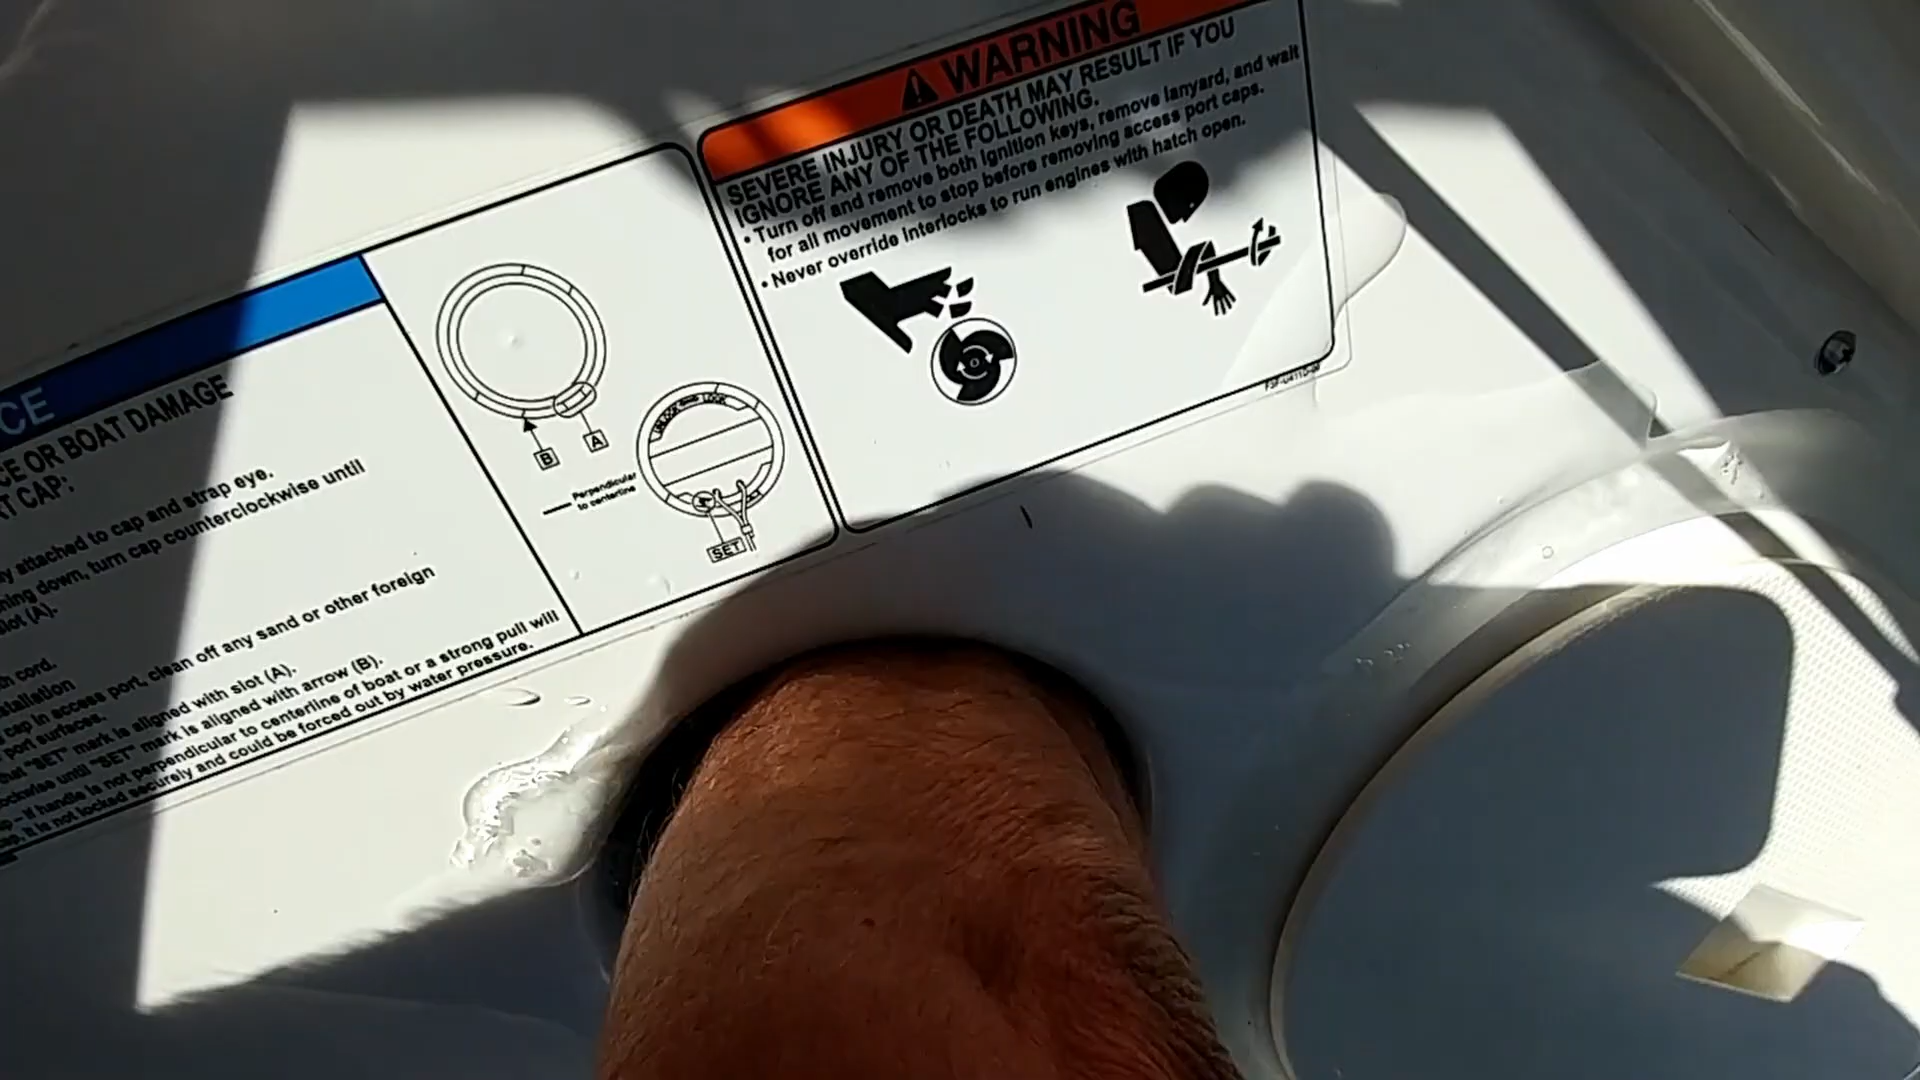 CE
CE OR BOAT DAMAGE
RT CAP:
attached to cap and strap eye.
ning down, turn cap counterclockwise until
slot (A).
cord.
stallation
cap in access port, clean off any sand or other foreign
port surfaces.
that "SET" mark is aligned with slot (A).
ockwise until "SET" mark is aligned with arrow (B).
– If handle is not perpendicular to centerline of boat or a strong pull will
cap, it is not locked securely and could be forced out by water pressure.
B
A
UNLOCK LOCK
Perpendicular
to centerline
SET
WARNING
SEVERE INJURY OR DEATH MAY RESULT IF YOU
IGNORE ANY OF THE FOLLOWING.
• Turn off and remove both ignition keys, remove lanyard, and wait
for all movement to stop before removing access port caps.
• Never override interlocks to run engines with hatch open.